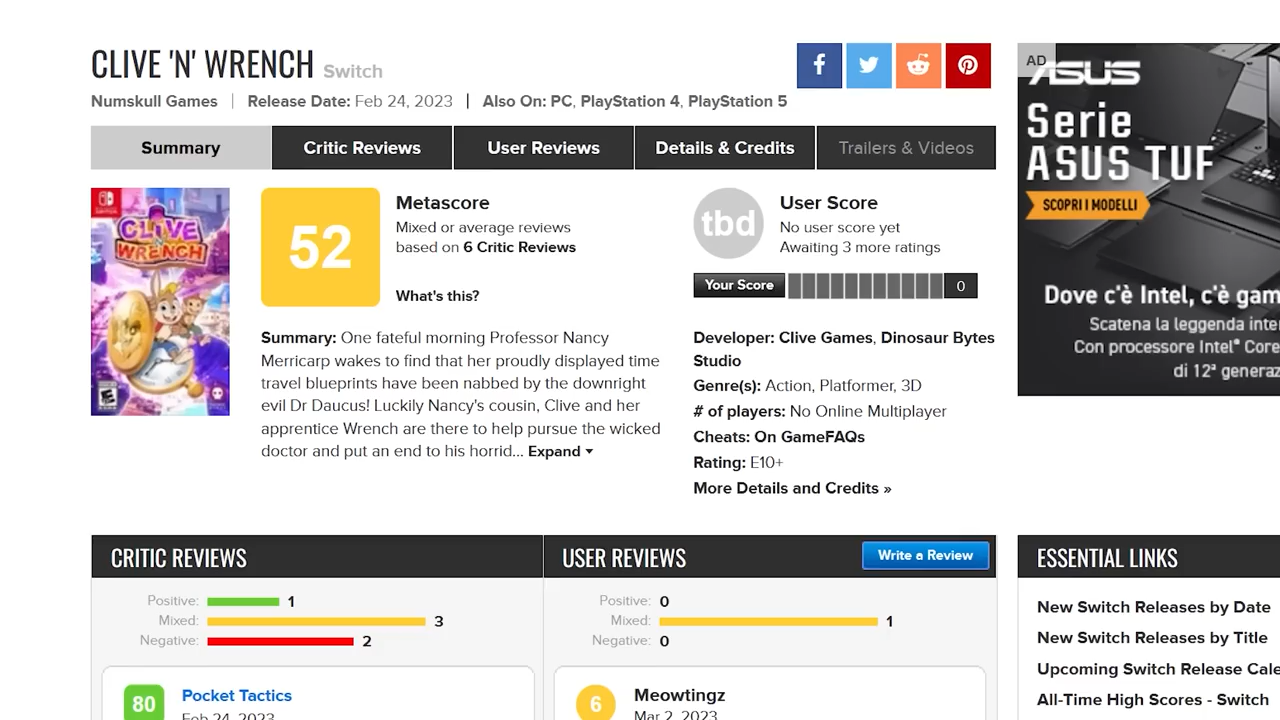 CLIVE 'N' WRENCH Switch
Numskull Games | Release Date: Feb 24, 2023 | Also On: PC, PlayStation 4, PlayStation 5
Summary
Critic Reviews
User Reviews
Details & Credits
Trailers & Videos
CLIVE
'N'
WRENCH
52
Metascore
Mixed or average reviews
based on 6 Critic Reviews
What's this?
tbd
User Score
No user score yet
Awaiting 3 more ratings
Your Score
0
Summary: One fateful morning Professor Nancy
Merricarp wakes to find that her proudly displayed time
travel blueprints have been nabbed by the downright
evil Dr Daucus! Luckily Nancy's cousin, Clive and her
apprentice Wrench are there to help pursue the wicked
doctor and put an end to his horrid... Expand
Developer: Clive Games, Dinosaur Bytes
Studio
Genre(s): Action, Platformer, 3D
# of players: No Online Multiplayer
Cheats: On GameFAQs
Rating: E10+
More Details and Credits »
AD
ASUS
Serie
ASUS TUF
SCOPRI I MODELLI
Dove c'è Intel, c'è gam
Scatena la leggenda inte
Con processore Intel® Core
di 12ª generaz
CRITIC REVIEWS
Positive: 1
Mixed: 3
Negative: 2
80
Pocket Tactics
Feb 24, 2023
USER REVIEWS
Write a Review
Positive: 0
Mixed: 1
Negative: 0
6
Meowtingz
Mar 2, 2023
ESSENTIAL LINKS
New Switch Releases by Date
New Switch Releases by Title
Upcoming Switch Release Cale
All-Time High Scores - Switch